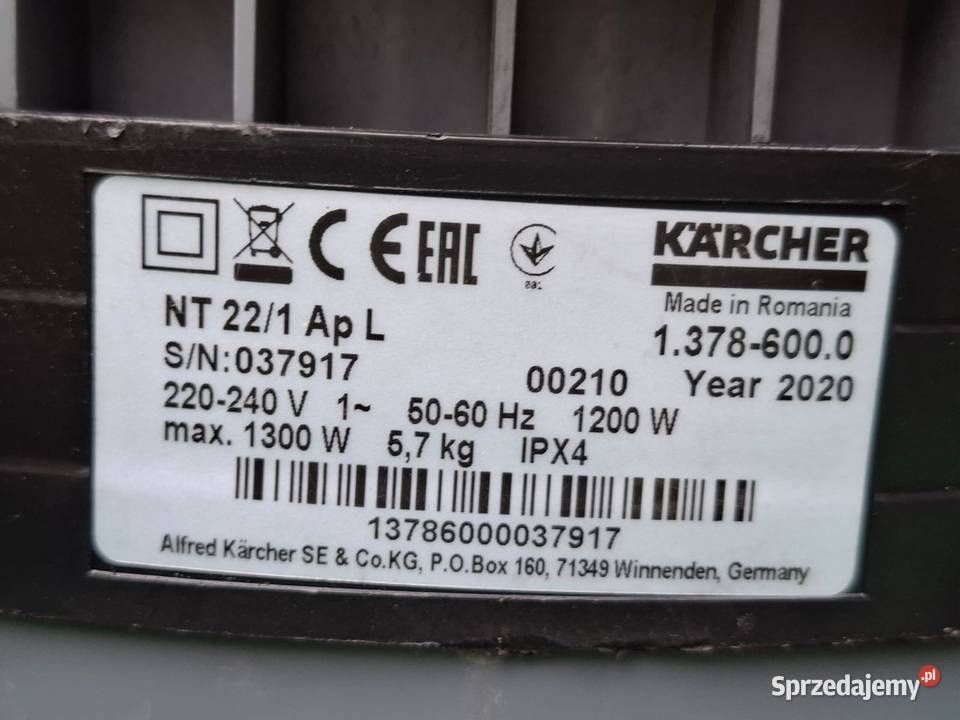 KÄRCHER
Made in Romania
NT 22/1 Ap L
1.378-600.0
S/N:037917
00210 Year 2020
220-240 V 1~ 50-60 Hz 1200 W
max. 1300 W 5,7 kg IPX4
13786000037917
Alfred Kärcher SE & Co.KG, P.O.Box 160, 71349 Winnenden, Germany
CE EAC
Sprzedajemy.pl